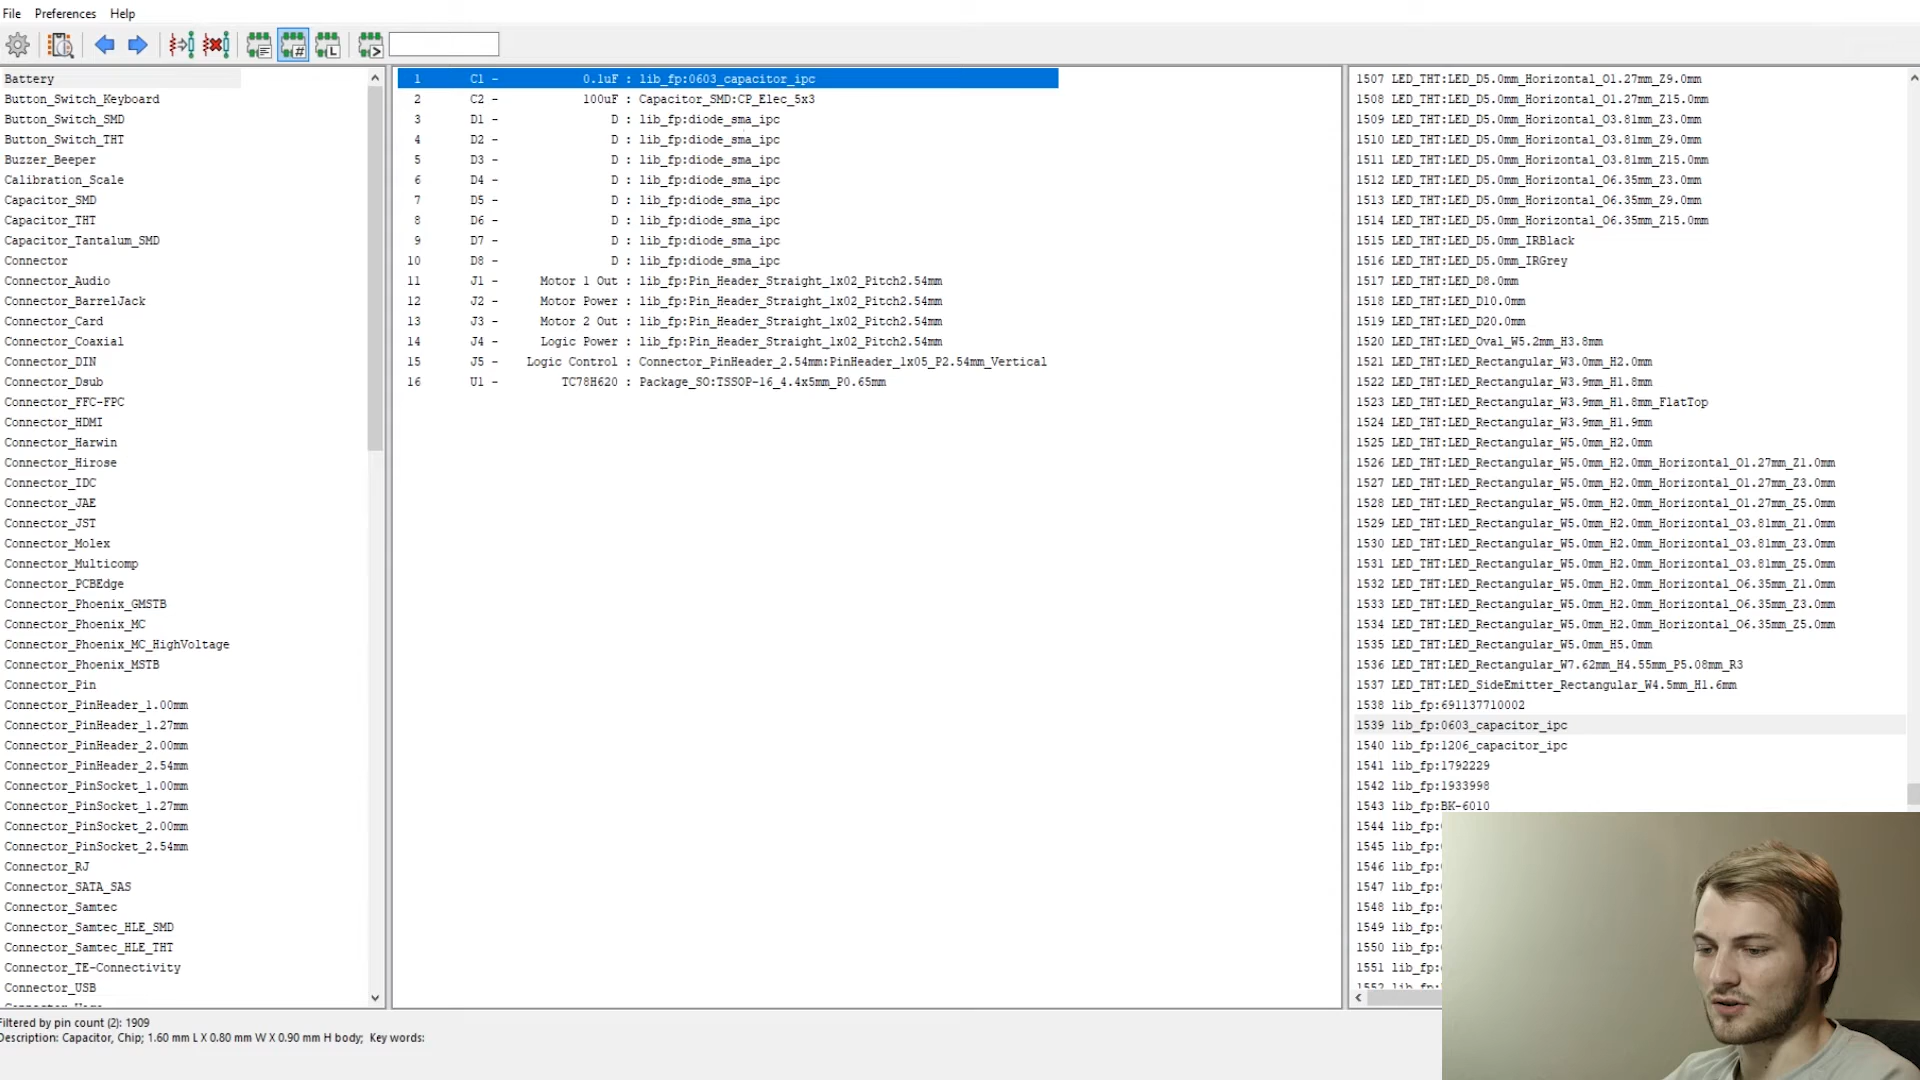 File Preferences Help
Battery
Button_Switch_Keyboard
Button_Switch_SMD
Button_Switch_THT
Buzzer_Beeper
Calibration_Scale
Capacitor_SMD
Capacitor_THT
Capacitor_Tantalum_SMD
Connector
Connector_Audio
Connector_BarrelJack
Connector_Card
Connector_Coaxial
Connector_DIN
Connector_Dsub
Connector_FFC-FPC
Connector_HDMI
Connector_Harwin
Connector_Hirose
Connector_IDC
Connector_JAE
Connector_JST
Connector_Molex
Connector_Multicomp
Connector_PCBEdge
Connector_Phoenix_GMSTB
Connector_Phoenix_MC
Connector_Phoenix_MC_HighVoltage
Connector_Phoenix_MSTB
Connector_Pin
Connector_PinHeader_1.00mm
Connector_PinHeader_1.27mm
Connector_PinHeader_2.00mm
Connector_PinHeader_2.54mm
Connector_PinSocket_1.00mm
Connector_PinSocket_1.27mm
Connector_PinSocket_2.00mm
Connector_PinSocket_2.54mm
Connector_RJ
Connector_SATA_SAS
Connector_Samtec
Connector_Samtec_HLE_SMD
Connector_Samtec_HLE_THT
Connector_TE-Connectivity
Connector_USB
1 C1 - 0.1uF : lib_fp:0603_capacitor_ipc
2 C2 - 100uF : Capacitor_SMD:CP_Elec_5x3
3 D1 - D : lib_fp:diode_sma_ipc
4 D2 - D : lib_fp:diode_sma_ipc
5 D3 - D : lib_fp:diode_sma_ipc
6 D4 - D : lib_fp:diode_sma_ipc
7 D5 - D : lib_fp:diode_sma_ipc
8 D6 - D : lib_fp:diode_sma_ipc
9 D7 - D : lib_fp:diode_sma_ipc
10 D8 - D : lib_fp:diode_sma_ipc
11 J1 - Motor 1 Out : lib_fp:Pin_Header_Straight_1x02_Pitch2.54mm
12 J2 - Motor Power : lib_fp:Pin_Header_Straight_1x02_Pitch2.54mm
13 J3 - Motor 2 Out : lib_fp:Pin_Header_Straight_1x02_Pitch2.54mm
14 J4 - Logic Power : lib_fp:Pin_Header_Straight_1x02_Pitch2.54mm
15 J5 - Logic Control : Connector_PinHeader_2.54mm:PinHeader_1x05_P2.54mm_Vertical
16 U1 - TC78H620 : Package_SO:TSSOP-16_4.4x5mm_P0.65mm
1507 LED_THT:LED_D5.0mm_Horizontal_O1.27mm_Z9.0mm
1508 LED_THT:LED_D5.0mm_Horizontal_O1.27mm_Z15.0mm
1509 LED_THT:LED_D5.0mm_Horizontal_O3.81mm_Z3.0mm
1510 LED_THT:LED_D5.0mm_Horizontal_O3.81mm_Z9.0mm
1511 LED_THT:LED_D5.0mm_Horizontal_O3.81mm_Z15.0mm
1512 LED_THT:LED_D5.0mm_Horizontal_O6.35mm_Z3.0mm
1513 LED_THT:LED_D5.0mm_Horizontal_O6.35mm_Z9.0mm
1514 LED_THT:LED_D5.0mm_Horizontal_O6.35mm_Z15.0mm
1515 LED_THT:LED_D5.0mm_IRBlack
1516 LED_THT:LED_D5.0mm_IRGrey
1517 LED_THT:LED_D8.0mm
1518 LED_THT:LED_D10.0mm
1519 LED_THT:LED_D20.0mm
1520 LED_THT:LED_Oval_W5.2mm_H3.8mm
1521 LED_THT:LED_Rectangular_W3.0mm_H2.0mm
1522 LED_THT:LED_Rectangular_W3.9mm_H1.8mm
1523 LED_THT:LED_Rectangular_W3.9mm_H1.8mm_FlatTop
1524 LED_THT:LED_Rectangular_W3.9mm_H1.9mm
1525 LED_THT:LED_Rectangular_W5.0mm_H2.0mm
1526 LED_THT:LED_Rectangular_W5.0mm_H2.0mm_Horizontal_O1.27mm_Z1.0mm
1527 LED_THT:LED_Rectangular_W5.0mm_H2.0mm_Horizontal_O1.27mm_Z3.0mm
1528 LED_THT:LED_Rectangular_W5.0mm_H2.0mm_Horizontal_O1.27mm_Z5.0mm
1529 LED_THT:LED_Rectangular_W5.0mm_H2.0mm_Horizontal_O3.81mm_Z1.0mm
1530 LED_THT:LED_Rectangular_W5.0mm_H2.0mm_Horizontal_O3.81mm_Z3.0mm
1531 LED_THT:LED_Rectangular_W5.0mm_H2.0mm_Horizontal_O3.81mm_Z5.0mm
1532 LED_THT:LED_Rectangular_W5.0mm_H2.0mm_Horizontal_O6.35mm_Z1.0mm
1533 LED_THT:LED_Rectangular_W5.0mm_H2.0mm_Horizontal_O6.35mm_Z3.0mm
1534 LED_THT:LED_Rectangular_W5.0mm_H2.0mm_Horizontal_O6.35mm_Z5.0mm
1535 LED_THT:LED_Rectangular_W5.0mm_H5.0mm
1536 LED_THT:LED_Rectangular_W7.62mm_H4.55mm_P5.08mm_R3
1537 LED_THT:LED_SideEmitter_Rectangular_W4.5mm_H1.6mm
1538 lib_fp:691137710002
1539 lib_fp:0603_capacitor_ipc
1540 lib_fp:1206_capacitor_ipc
1541 lib_fp:1792229
1542 lib_fp:1933998
1543 lib_fp:BK-6010
1544 lib_fp:
1545 lib_fp:
1546 lib_fp:
1547 lib_fp:
1548 lib_fp:
1549 lib_fp:
1550 lib_fp:
1551 lib_fp:
Filtered by pin count (2): 1909
Description: Capacitor, Chip; 1.60 mm L X 0.80 mm W X 0.90 mm H body; Key words: